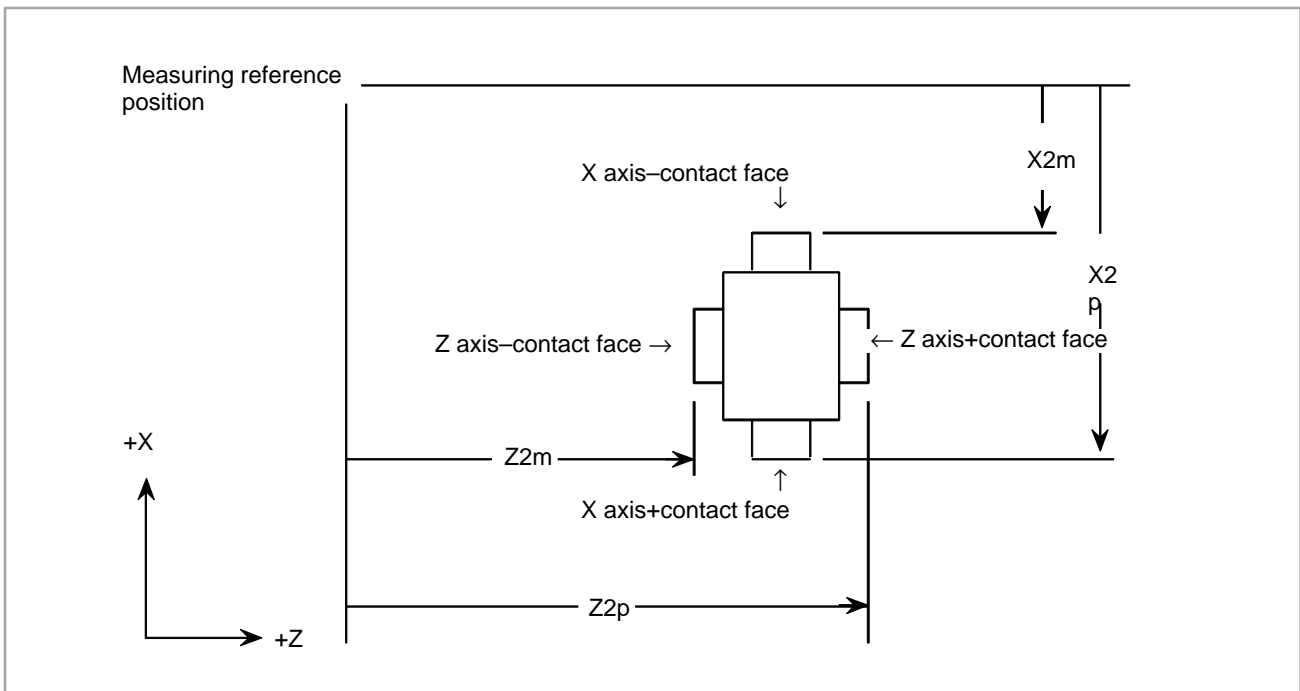 Measuring reference
position
X2m
X axis–contact face
↓
X2
p
Z axis–contact face →
← Z axis+contact face
+X
Z2m
↑
X axis+contact face
Z2p
+Z